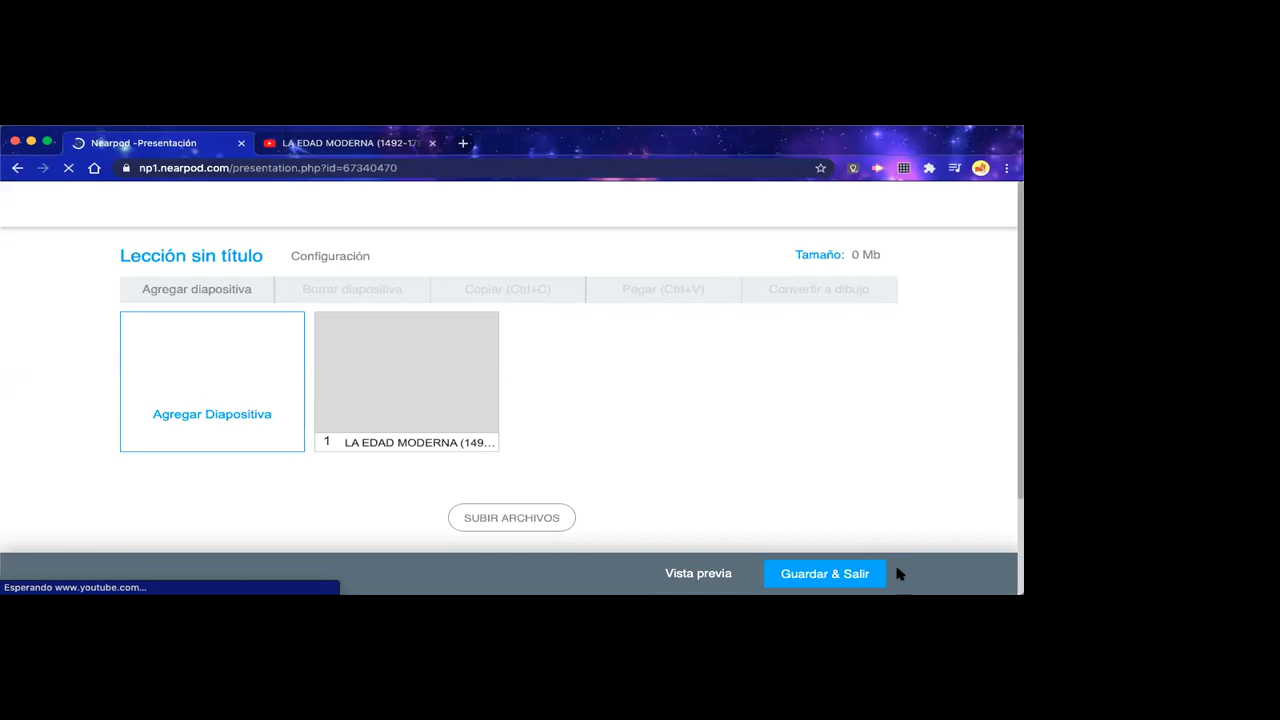 Nearpod -Presentación
LA EDAD MODERNA (1492-178
np1.nearpod.com/presentation.php?id=67340470
Lección sin título
Configuración
Tamaño: 0 Mb
Agregar diapositiva
Borrar diapositiva
Copiar (Ctrl+C)
Pegar (Ctrl+V)
Convertir a dibujo
Agregar Diapositiva
1 LA EDAD MODERNA (149...
SUBIR ARCHIVOS
Vista previa
Guardar & Salir
Esperando www.youtube.com...